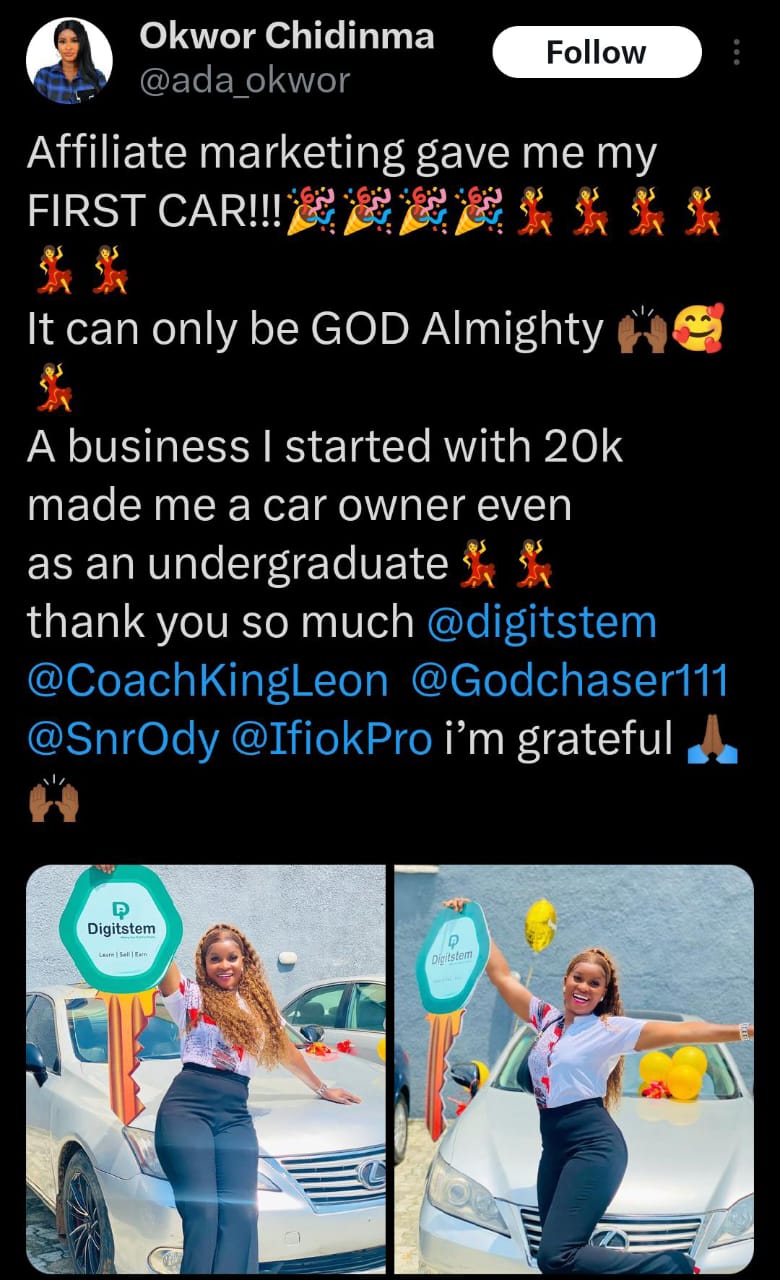 Okwor Chidinma
Follow
@ada_okwor
Affiliate marketing gave me my
FIRST CAR!!!🎉🎉🎉🎉💃💃💃💃
💃💃
It can only be GOD Almighty 🙌🏾🥰
💃
A business I started with 20k
made me a car owner even
as an undergraduate💃💃
thank you so much @digitstem
@CoachKingLeon @Godchaser111
@SnrOdy @IfiokPro i’m grateful 🙏🏾
🙌🏾
Digitstem
Learn | Sell | Earn
Digitstem